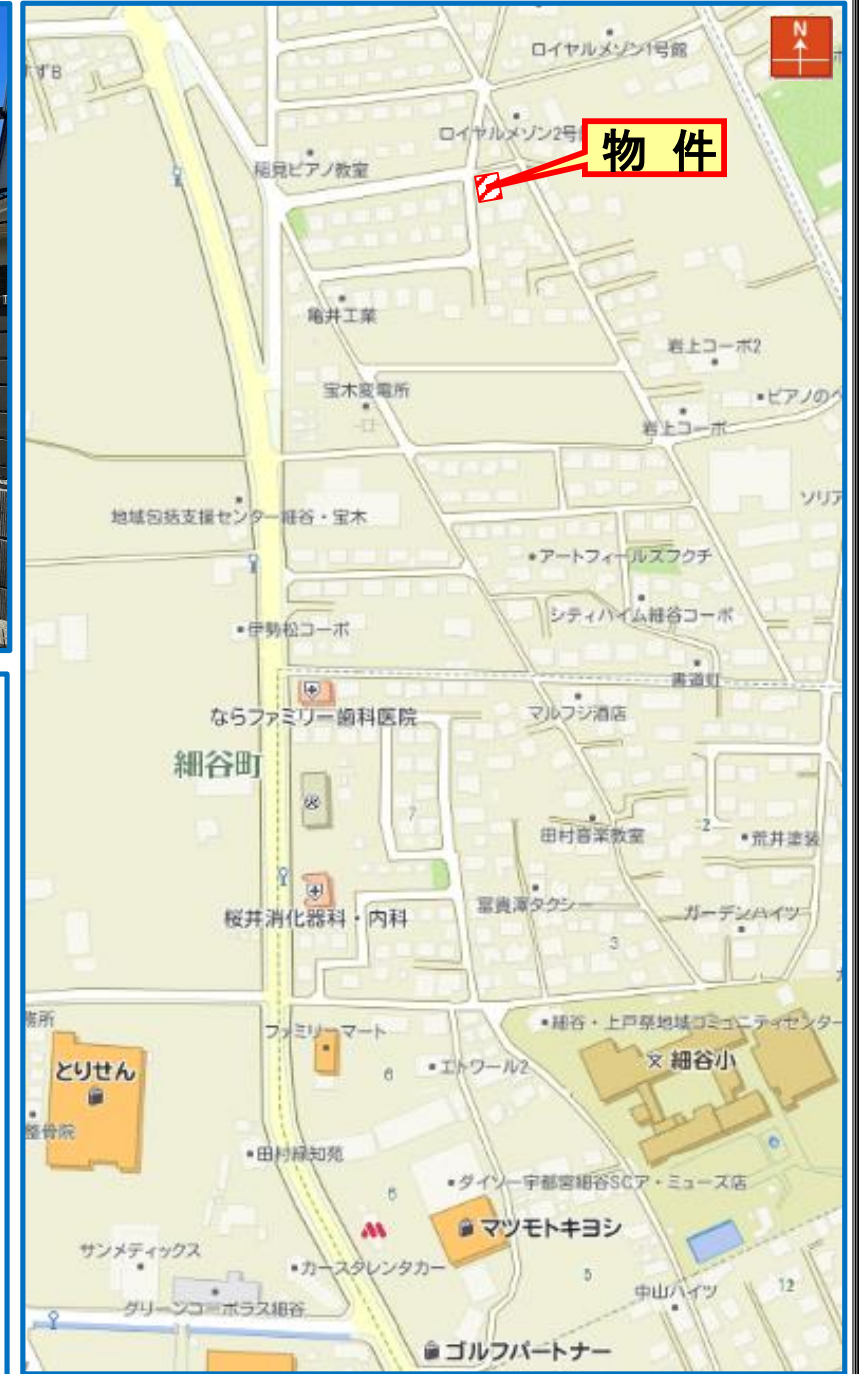 N
ロイヤルメゾン1号館
ずB
ロイヤルメゾン2号
物 件
稲見ピアノ教室
亀井工業
岩上コーポ2
宝木変電所
ピアノの
岩上コーポ
ソリア
地域包括支援センター細谷・宝木
アートフィールズフクチ
シティハイム細谷コーポ
伊勢松コーポ
書道
ならファミリー歯科医院
マルフジ酒店
細谷町
7
2
田村音楽教室
荒井塗装
桜井消化器科・内科
冨貴澤タクシー
ガーデンハイツ
3
務所
ファミリーマート
細谷・上戸祭地域コミュニティセンター
とりせん
6
エトワール2
文 細谷小
整骨院
田村緑知苑
6
ダイソー宇都宮細谷SCア・ミューズ店
マツモトキヨシ
サンメディックス
カースタレンタカー
5
中山ハイツ
12
グリーンコーポラス細谷
ゴルフパートナー